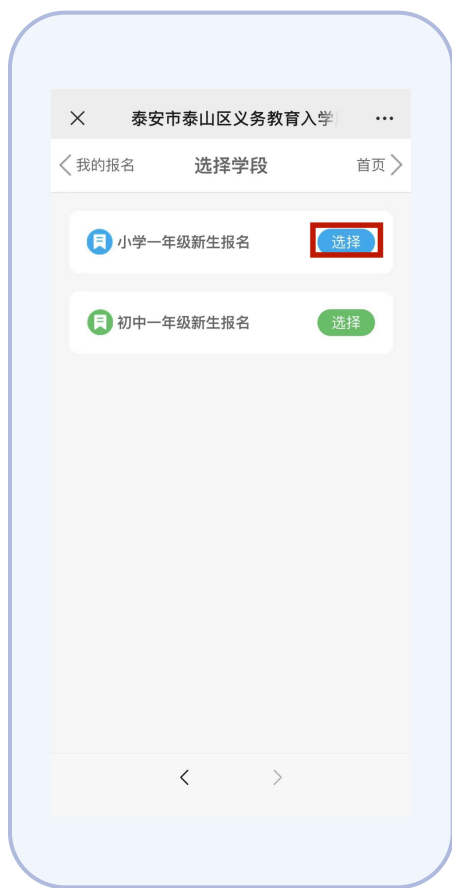 泰安市泰山区义务教育入学
我的报名 选择学段 首页
小学一年级新生报名 选择
初中一年级新生报名 选择